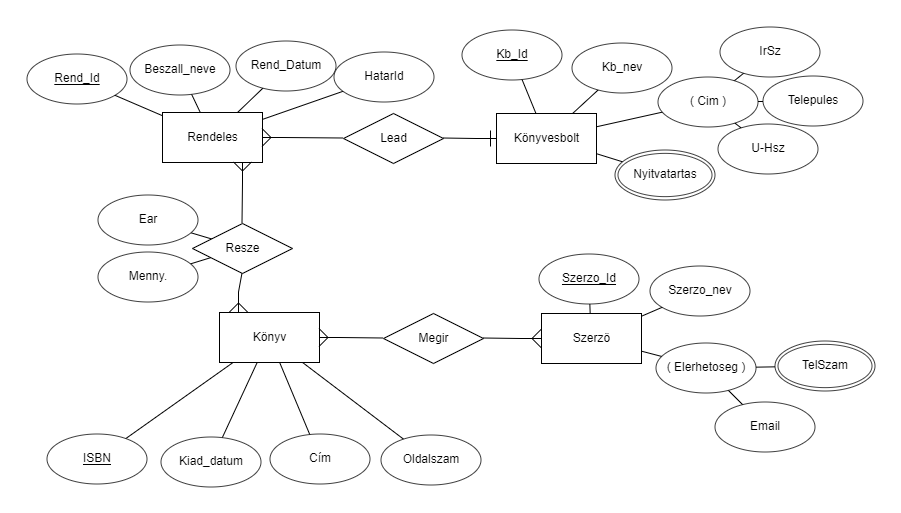 Rend_Id
Beszall_neve
Rend_Datum
HatarId
Kb_Id
Kb_nev
IrSz
( Cim )
Telepules
U-Hsz
Nyitvatartas
Rendeles
Lead
Könyvesbolt
Ear
Menny.
Resze
Szerzo_Id
Szerzo_nev
Könyv
Megir
Szerző
( Elerhetoseg )
TelSzam
Email
ISBN
Kiad_datum
Cím
Oldalszam